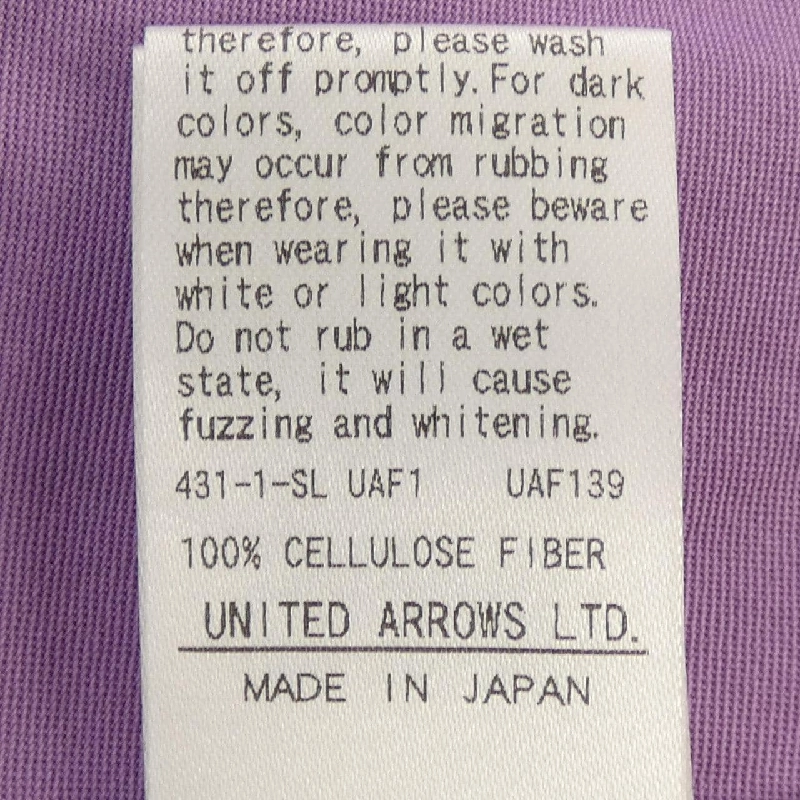 therefore, please wash
it off promptly. For dark
colors, color migration
may occur from rubbing
therefore, please beware
when wearing it with
white or light colors.
Do not rub in a wet
state, it will cause
fuzzing and whitening.
431-1-SL UAF1 UAF139
100% CELLULOSE FIBER
UNITED ARROWS LTD.
MADE IN JAPAN